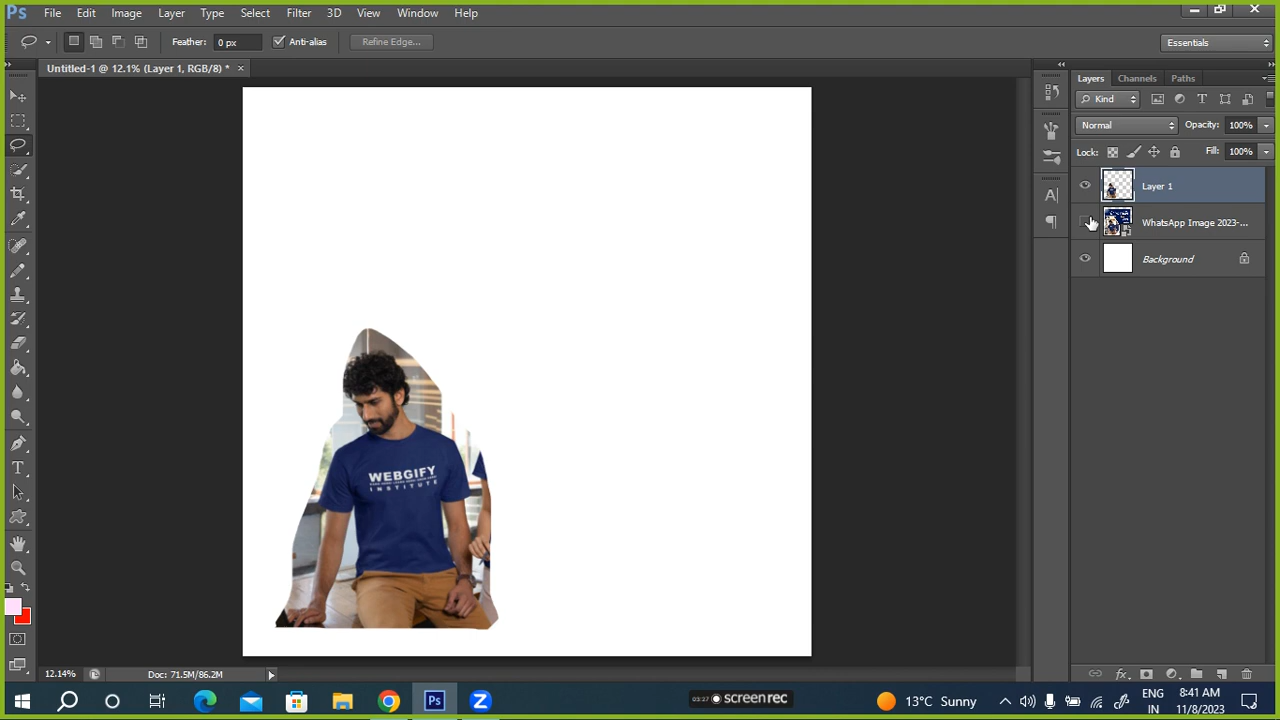 Ps File Edit Image Layer Type Select Filter 3D View Window Help
Feather: 0 px Anti-alias Refine Edge... Essentials
Untitled-1 @ 12.1% (Layer 1, RGB/8) * ×
Layers Channels Paths
Kind
Normal Opacity: 100%
Lock: Fill: 100%
Layer 1
WhatsApp Image 2023-...
Background
WEBGIFY
INSTITUTE
12.14% Doc: 71.5M/86.2M
03:27 screenrec
13°C Sunny
ENG
IN
8:41 AM
11/8/2023